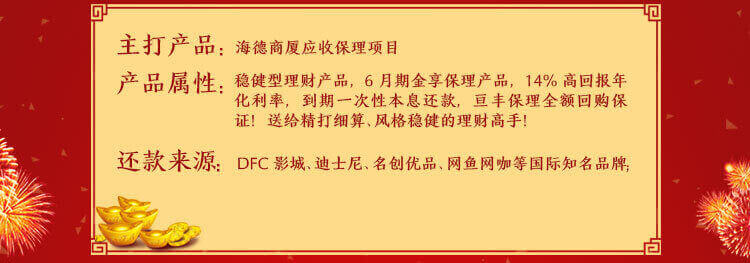 主打产品：海德商厦应收保理项目
产品属性：稳健型理财产品，6 月期金享保理产品，14% 高回报年
化利率，到期一次性本息还款，亘丰保理全额回购保
证！送给精打细算、风格稳健的理财高手！
还款来源：DFC 影城、迪士尼、名创优品、网鱼网咖等国际知名品牌；